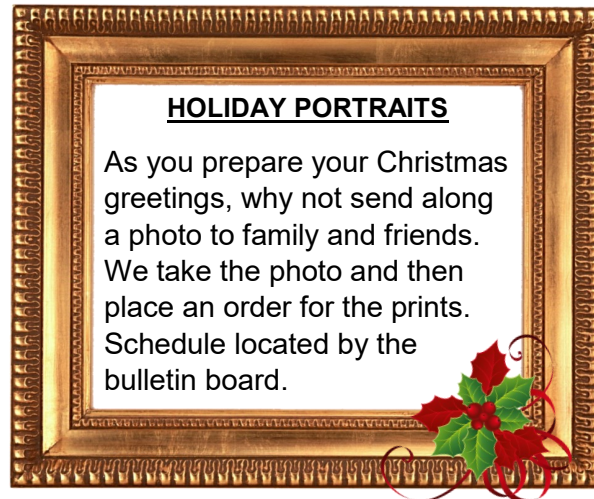 HOLIDAY PORTRAITS
As you prepare your Christmas
greetings, why not send along
a photo to family and friends.
We take the photo and then
place an order for the prints.
Schedule located by the
bulletin board.